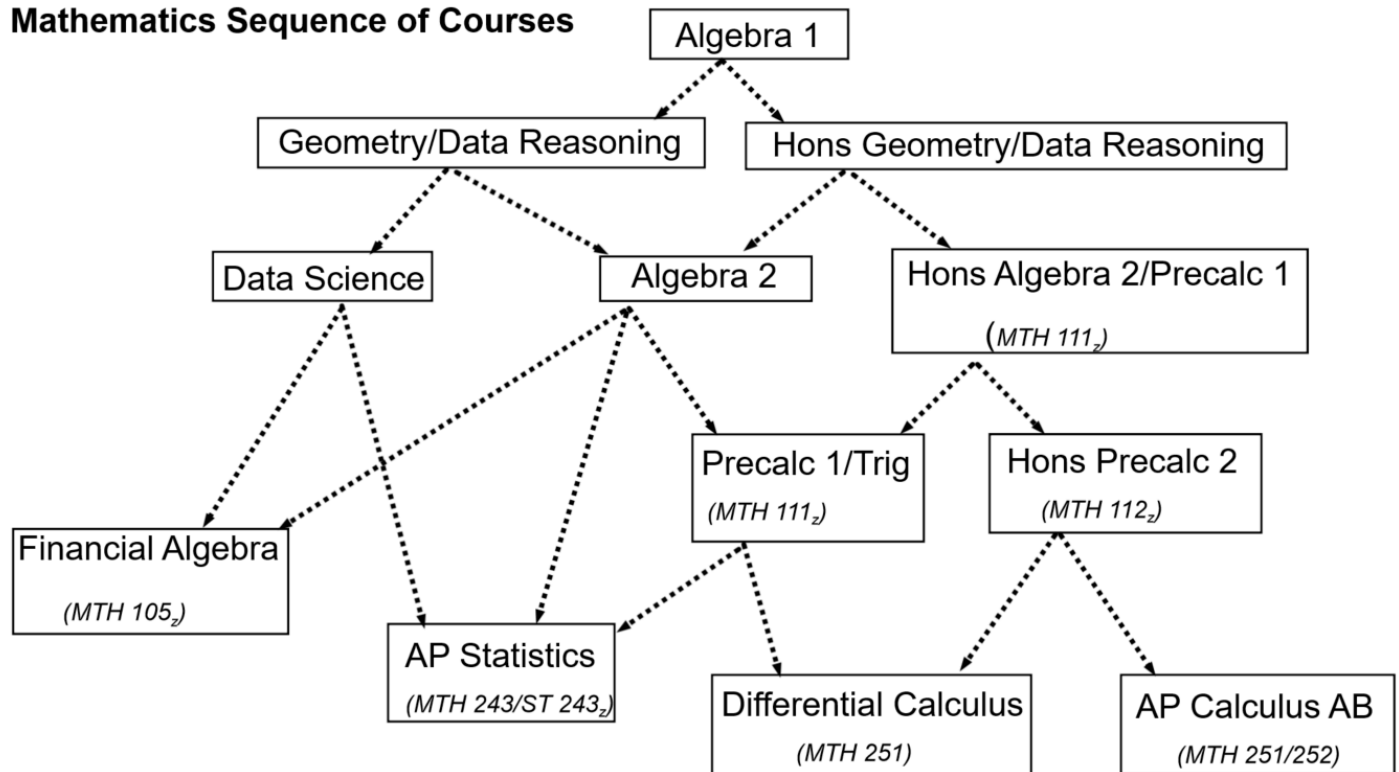 Mathematics Sequence of Courses
Algebra 1
Geometry/Data Reasoning
Hons Geometry/Data Reasoning
Data Science
Algebra 2
Hons Algebra 2/Precalc 1
(MTH 111z)
Precalc 1/Trig
(MTH 111z)
Hons Precalc 2
(MTH 112z)
Financial Algebra
(MTH 105z)
AP Statistics
(MTH 243/ST 243z)
Differential Calculus
(MTH 251)
AP Calculus AB
(MTH 251/252)